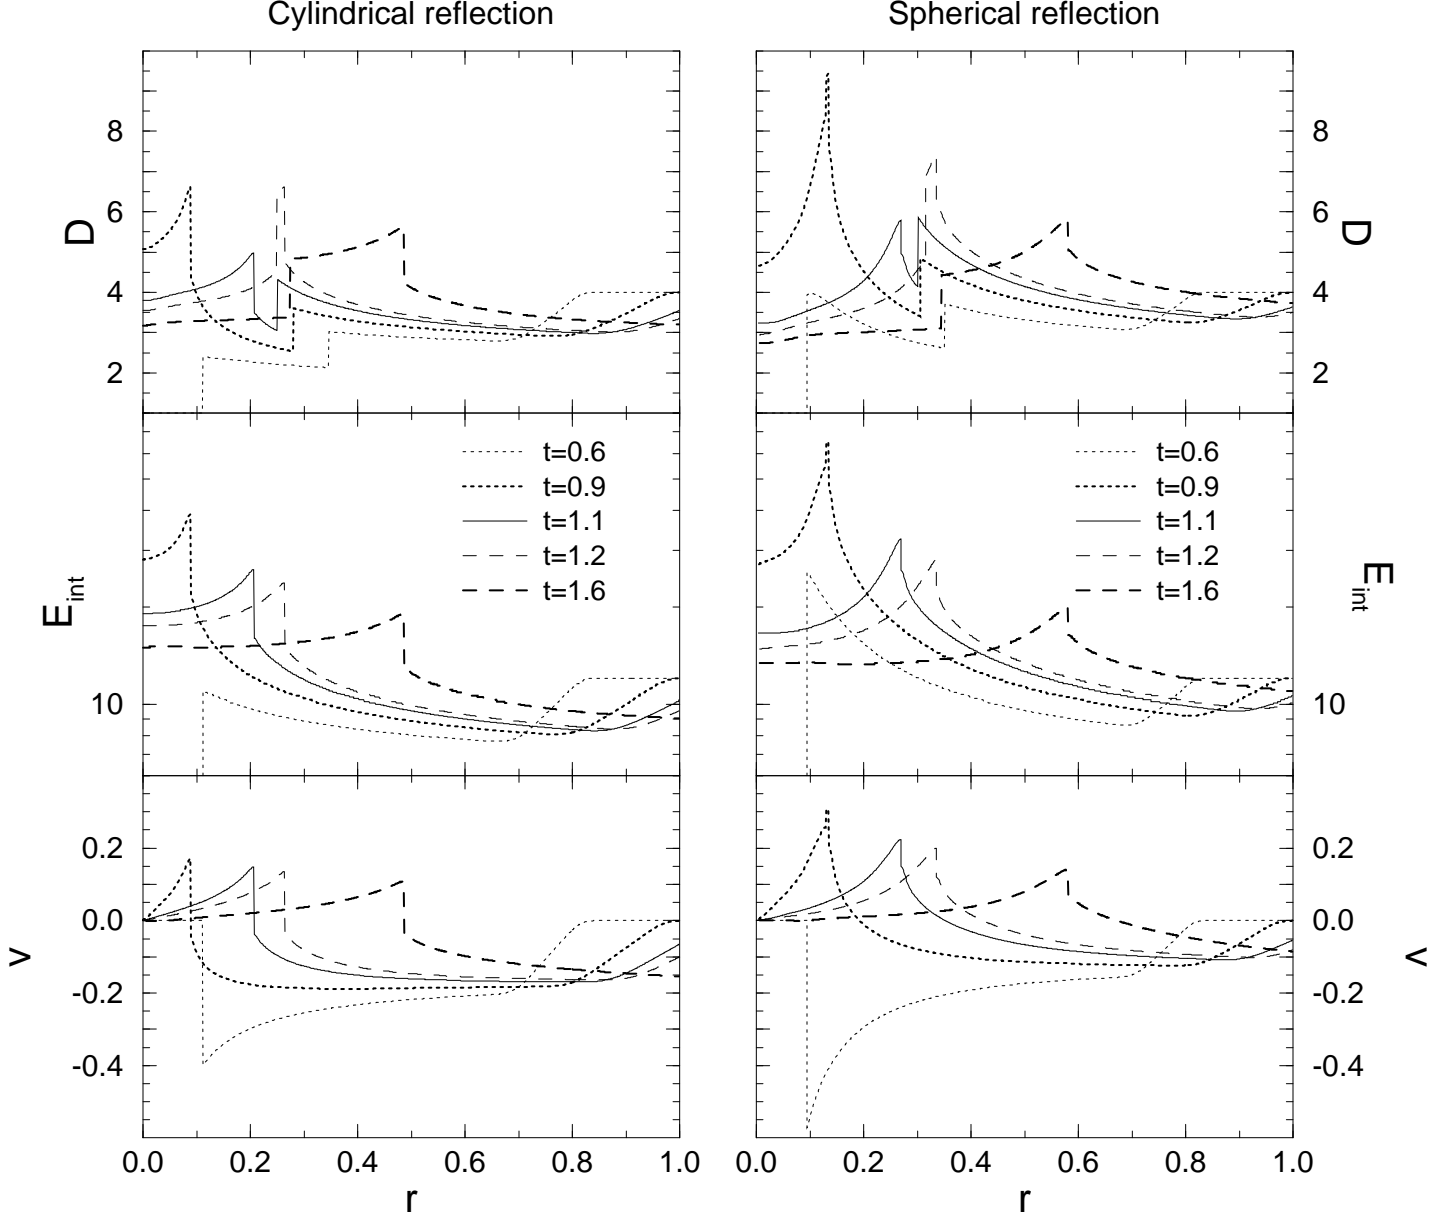 Cylindrical reflection
Spherical reflection
8
6
4
2
D
8
6
4
2
D
t=0.6
t=0.9
t=1.1
t=1.2
t=1.6
10
E_int
t=0.6
t=0.9
t=1.1
t=1.2
t=1.6
10
E_int
0.2
0.0
-0.2
-0.4
v
0.2
0.0
-0.2
-0.4
v
0.0 0.2 0.4 0.6 0.8 1.0
0.0 0.2 0.4 0.6 0.8 1.0
r
r